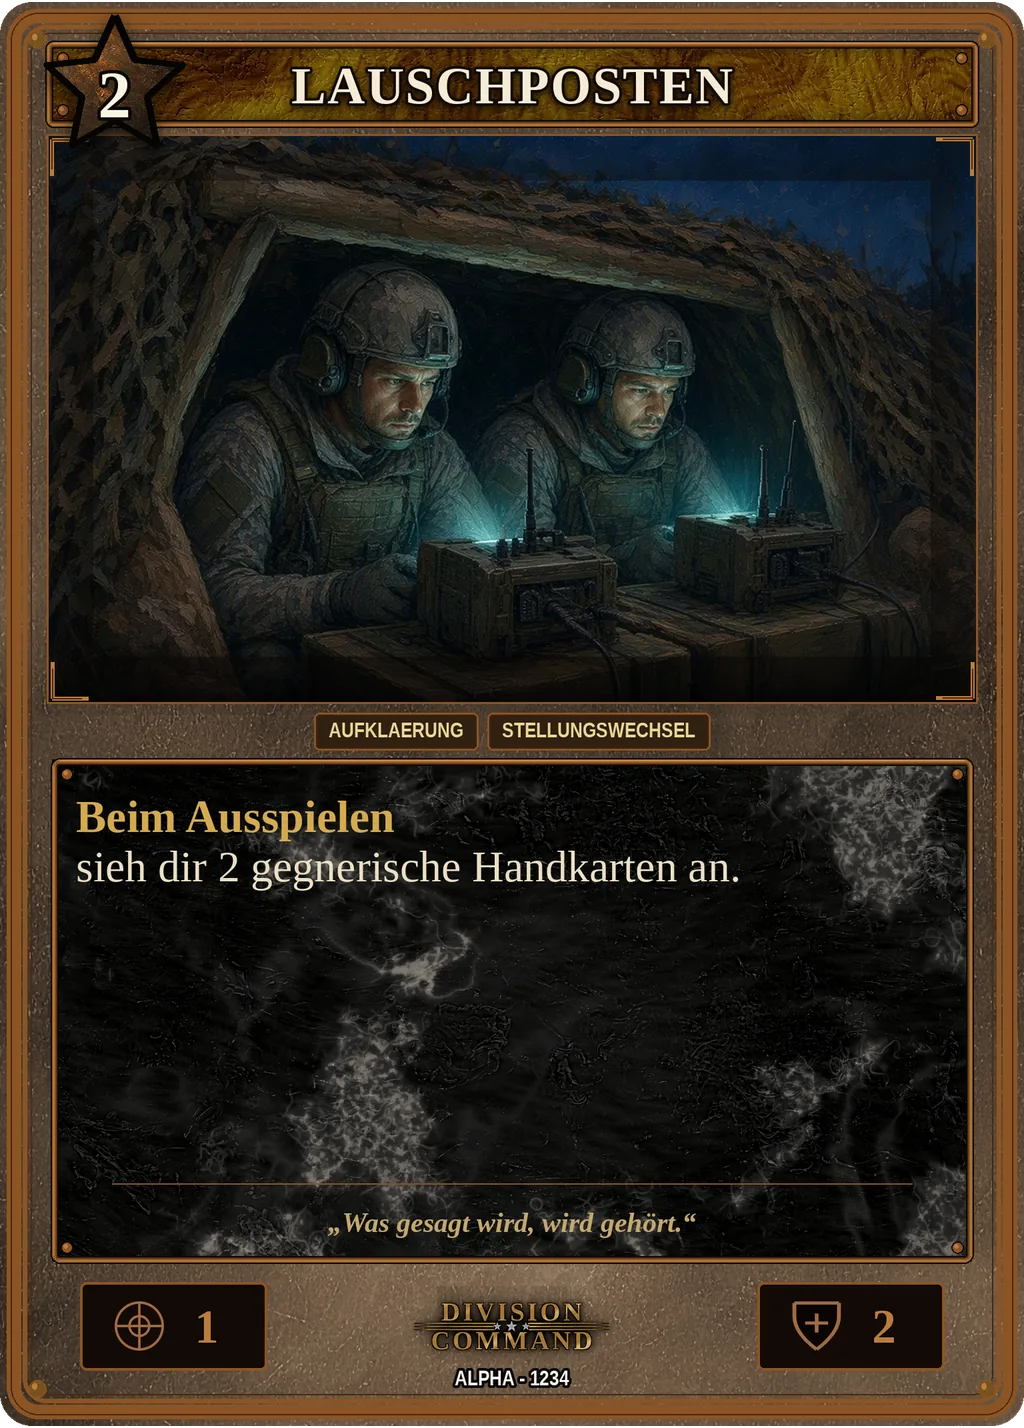 2
LAUSCHPOSTEN
AUFKLAERUNG
STELLUNGSWECHSEL
Beim Ausspielen
sieh dir 2 gegnerische Handkarten an.
„Was gesagt wird, wird gehört.“
1
DIVISION
COMMAND
ALPHA - 1234
2